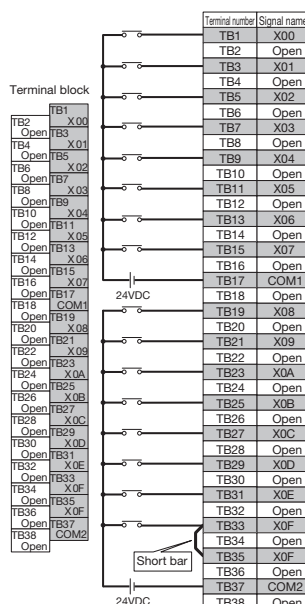 Terminal block
TB1
TB2 X00
Open TB3
TB4 X01
Open TB5
TB6 X02
Open TB7
TB8 X03
Open TB9
TB10 X04
Open TB11
TB12 X05
Open TB13
TB14 X06
Open TB15
TB16 X07
Open TB17
TB18 COM1
Open TB19
TB20 X08
Open TB21
TB22 X09
Open TB23
TB24 X0A
Open TB25
TB26 X0B
Open TB27
TB28 X0C
Open TB29
TB30 X0D
Open TB31
TB32 X0E
Open TB33
TB34 X0F
Open TB35
TB36 X0F
Open TB37
TB38 COM2
Open
24VDC
Short bar
24VDC
Terminal number Signal name
TB1 X00
TB2 Open
TB3 X01
TB4 Open
TB5 X02
TB6 Open
TB7 X03
TB8 Open
TB9 X04
TB10 Open
TB11 X05
TB12 Open
TB13 X06
TB14 Open
TB15 X07
TB16 Open
TB17 COM1
TB18 Open
TB19 X08
TB20 Open
TB21 X09
TB22 Open
TB23 X0A
TB24 Open
TB25 X0B
TB26 Open
TB27 X0C
TB28 Open
TB29 X0D
TB30 Open
TB31 X0E
TB32 Open
TB33 X0F
TB34 Open
TB35 X0F
TB36 Open
TB37 COM2
TB38 Open